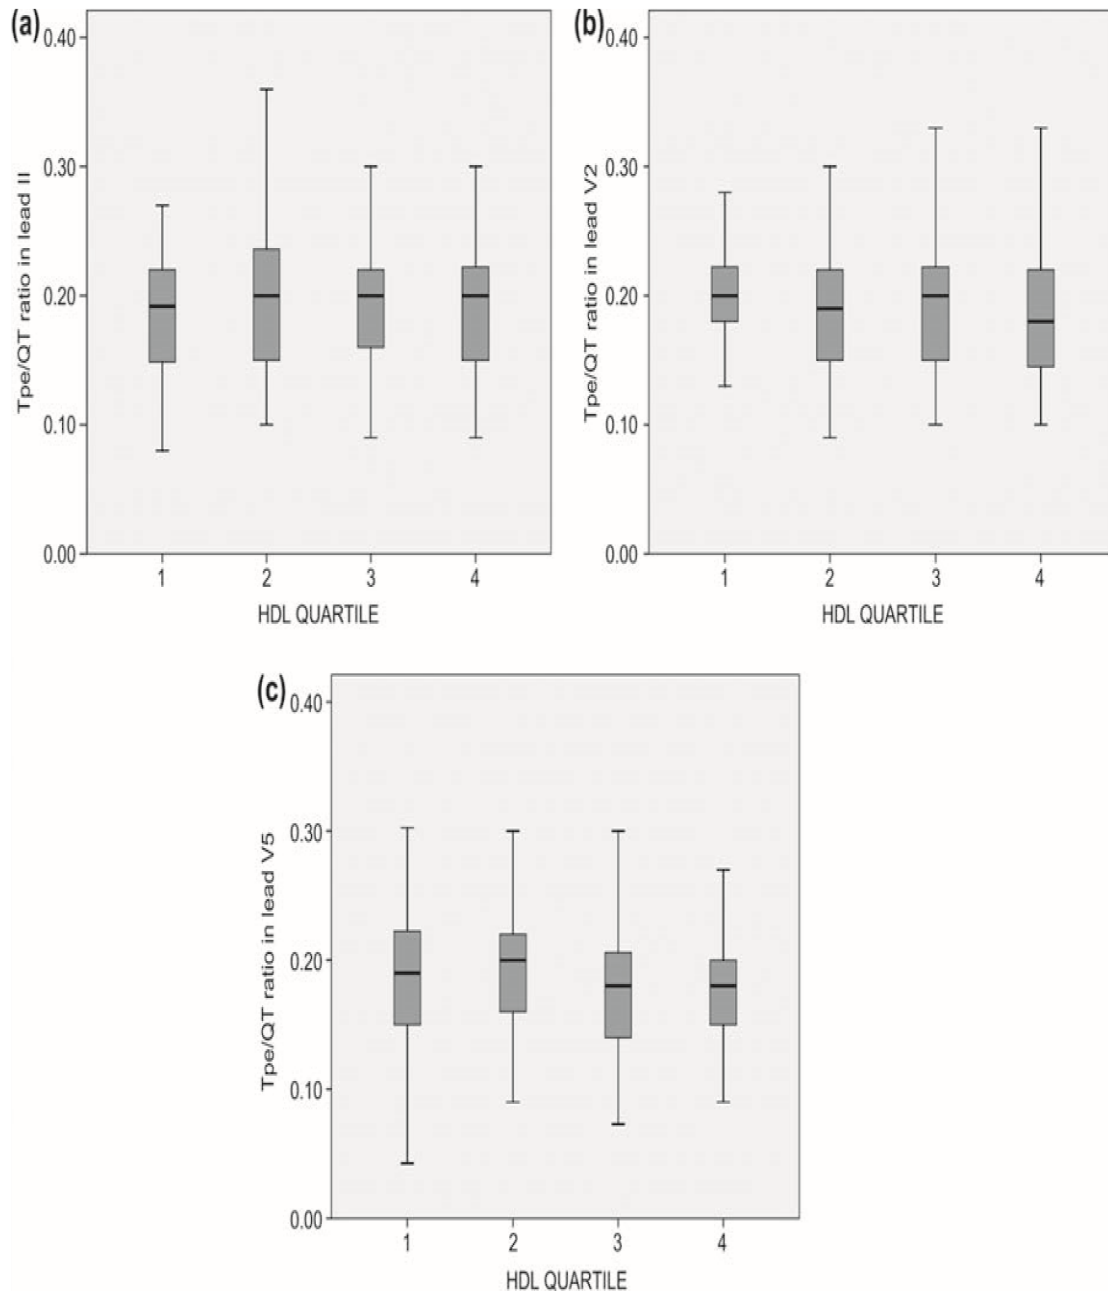 (a)
0.40
0.30
0.20
0.10
0.00
Tpe/QT ratio in lead II
1 2 3 4
HDL QUARTILE
(b)
0.40
0.30
0.20
0.10
0.00
Tpe/QT ratio in lead V2
1 2 3 4
HDL QUARTILE
(c)
0.40
0.30
0.20
0.10
0.00
Tpe/QT ratio in lead V5
1 2 3 4
HDL QUARTILE